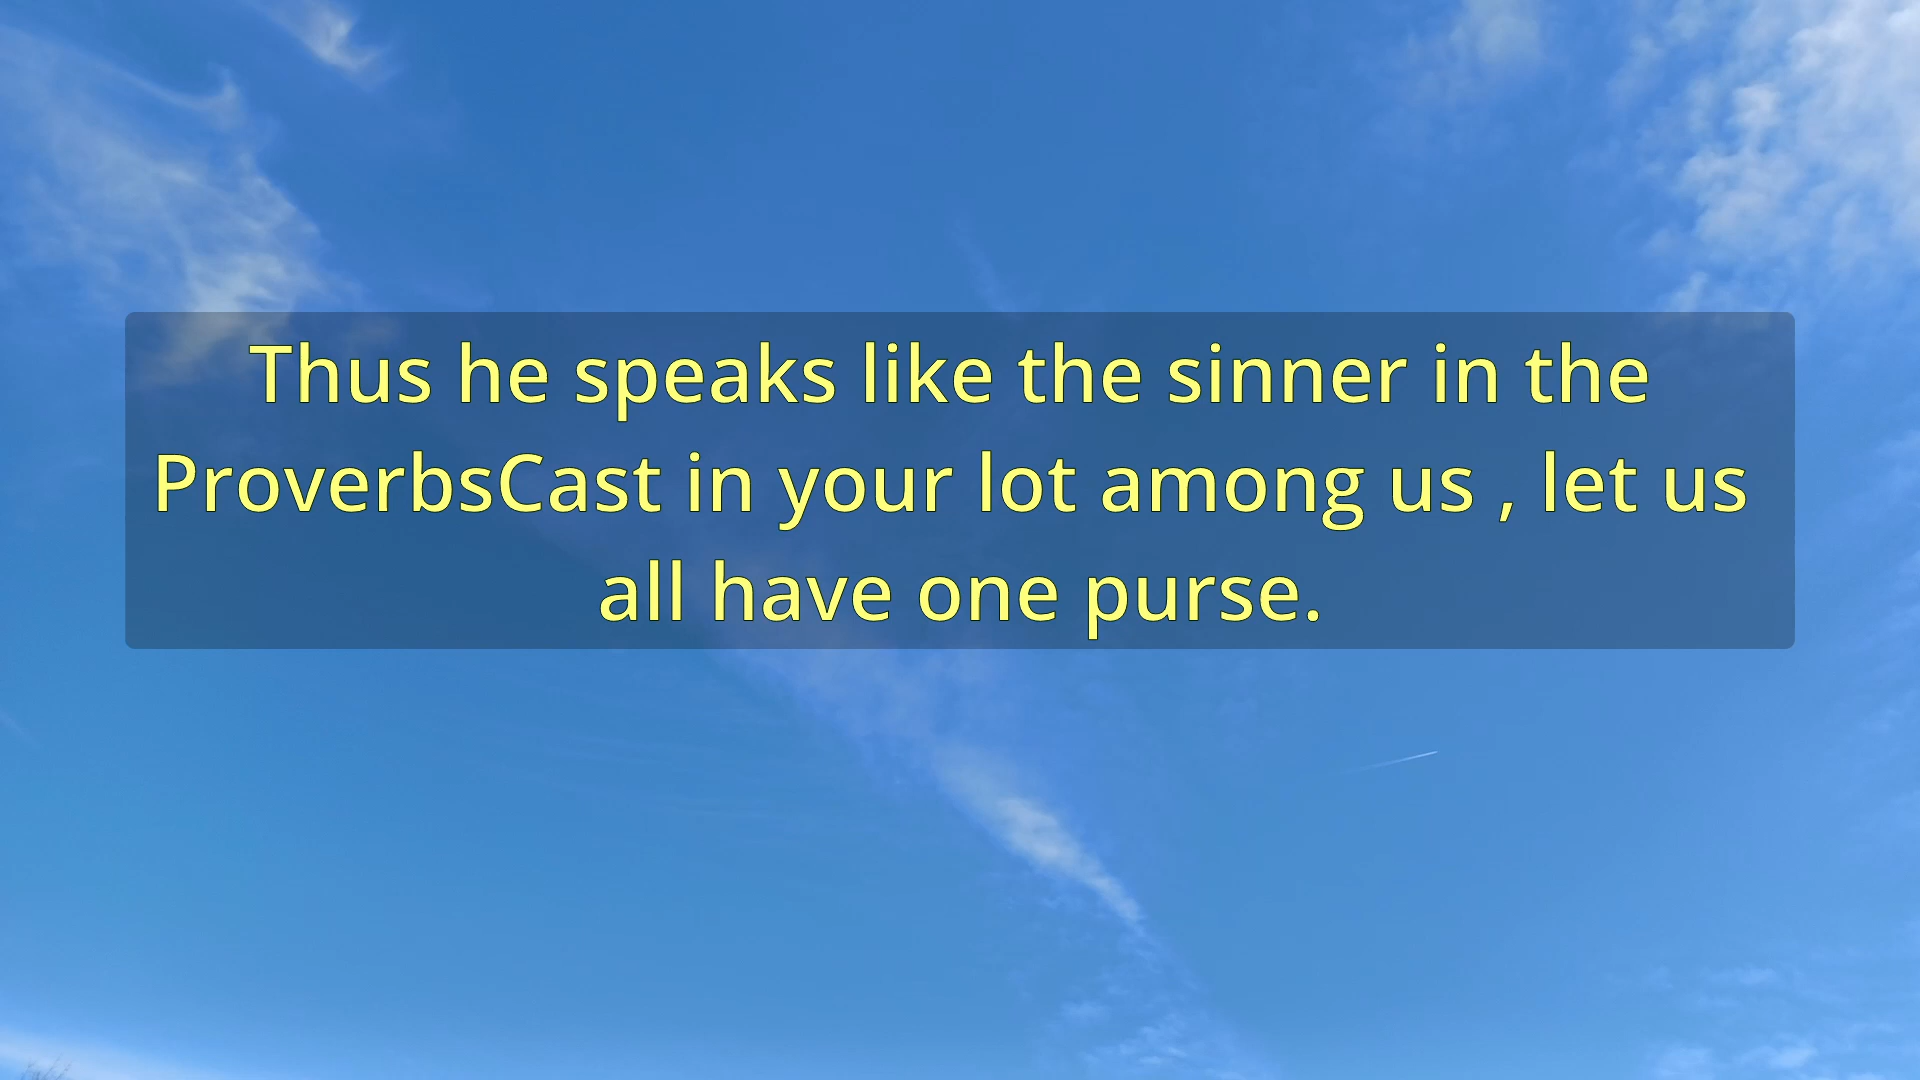 Thus he speaks like the sinner in the
ProverbsCast in your lot among us , let us
all have one purse.